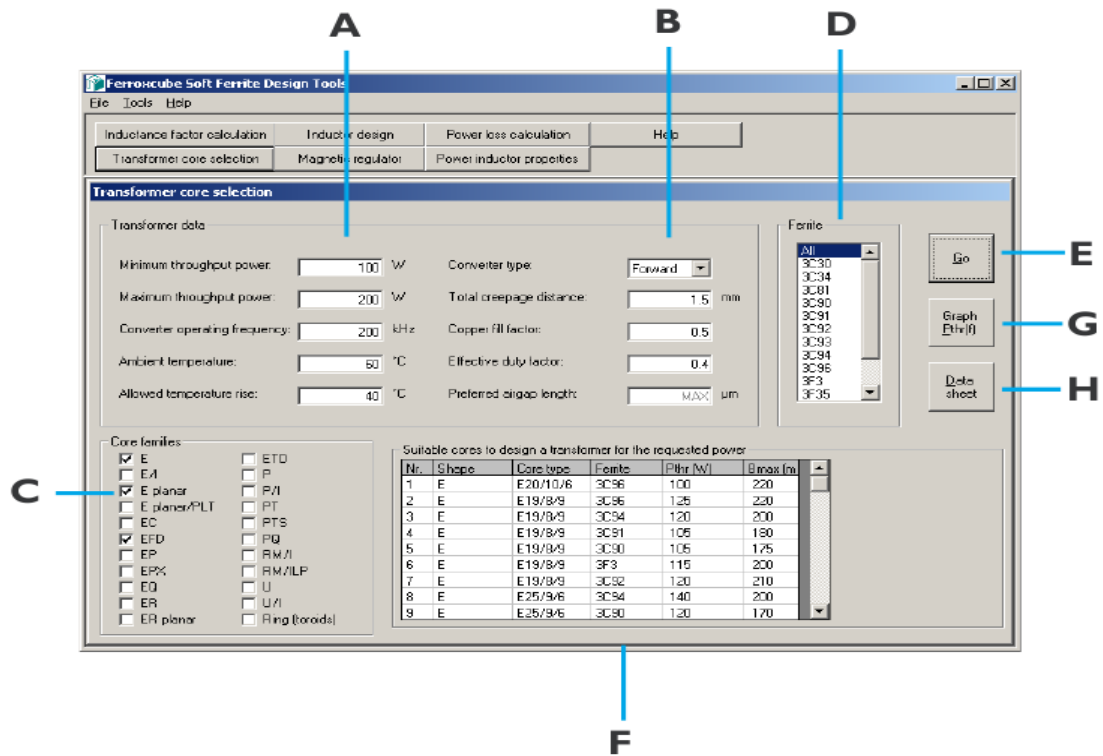 A
B
D
Ferroxcube Soft Ferrite Design Tools
File Tools Help
Inductance factor calculation Inductor design Power loss calculation Help
Transformer core selection Magnetic regulator Power inductor properties
Transformer core selection
Transformer data
Minimum throughput power: 100 W Converter type: Forward
Maximum throughput power: 200 W Total creepage distance: 1.5 mm
Converter operating frequency: 200 kHz Copper fill factor: 0.5
Ambient temperature: 60 °C Effective duty factor: 0.4
Allowed temperature rise: 40 °C Preferred airgap length: MAX µm
Ferrite
All
3C30
3C34
3C81
3C90
3C91
3C92
3C93
3C94
3C96
3F3
3F35
Go
E
Graph Pthr(f)
G
Data sheet
H
Core families
E ETD
E/I P
E planar P/I
E planar/PLT PT
EC PTS
EFD PQ
EP RM/I
EPX RM/ILP
EQ U
ER U/I
ER planar Ring (toroids)
C
Suitable cores to design a transformer for the requested power
Nr. Shape Core type Ferrite Pthr (W) Bmax (m
1 E E20/10/6 3C96 100 220
2 E E19/8/9 3C96 125 220
3 E E19/8/9 3C94 120 200
4 E E19/8/9 3C91 105 180
5 E E19/8/9 3C90 105 175
6 E E19/8/9 3F3 115 200
7 E E19/8/9 3C92 120 210
8 E E25/9/6 3C94 140 200
9 E E25/9/6 3C90 120 170
F